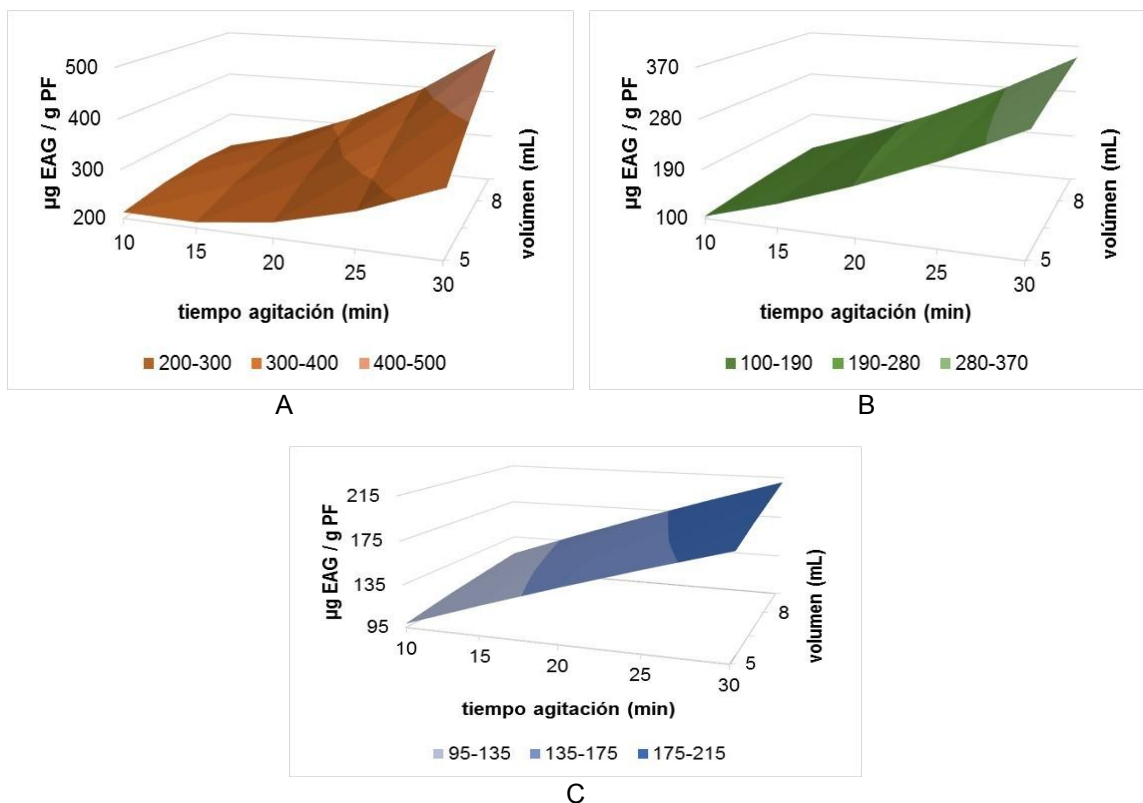 500
400
300
200
µg EAG / g PF
10
15
20
25
30
5
8
volúmen (mL)
tiempo agitación (min)
200-300 300-400 400-500
A
370
280
190
100
µg EAG / g PF
10
15
20
25
30
5
8
volúmen (mL)
tiempo agitación (min)
100-190 190-280 280-370
B
215
175
135
95
µg EAG / g PF
10
15
20
25
30
5
8
volumen (mL)
tiempo agitación (min)
95-135 135-175 175-215
C